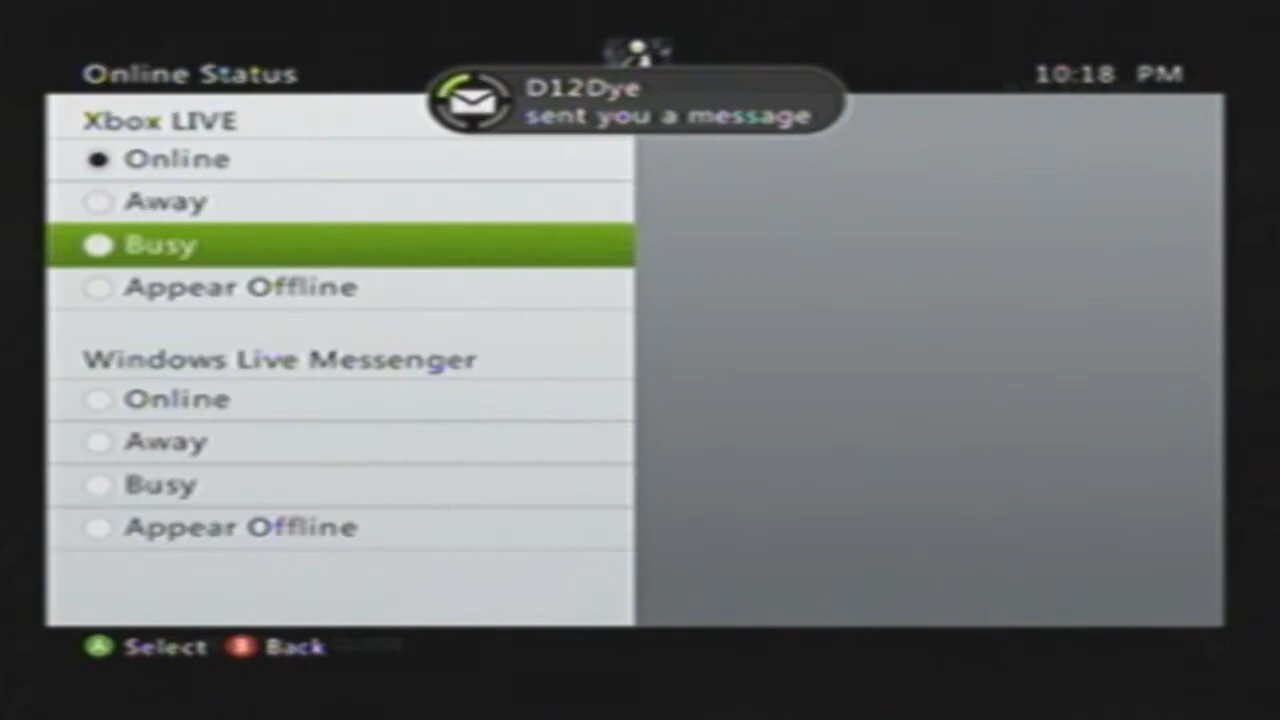 Online Status
D12Dye
sent you a message
10:18 PM
Xbox LIVE
Online
Away
Busy
Appear Offline
Windows Live Messenger
Online
Away
Busy
Appear Offline
A Select B Back